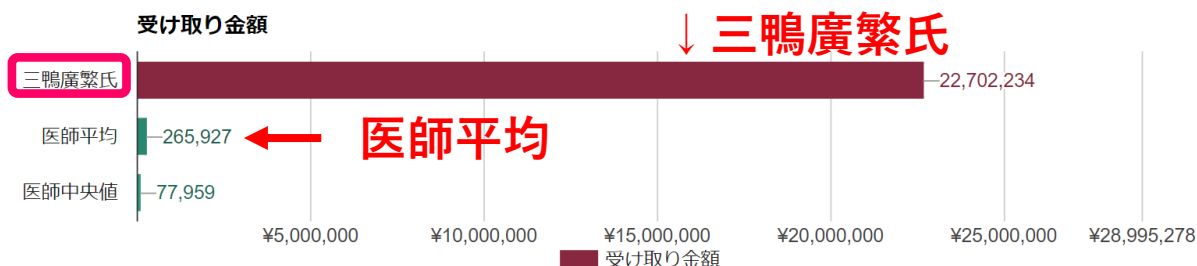 受け取り金額
↓ 三鴨廣繁氏
三鴨廣繁氏 22,702,234
医師平均 265,927 ← 医師平均
医師中央値 77,959
¥5,000,000 ¥10,000,000 ¥15,000,000 ¥20,000,000 ¥25,000,000 ¥28,995,278
受け取り金額